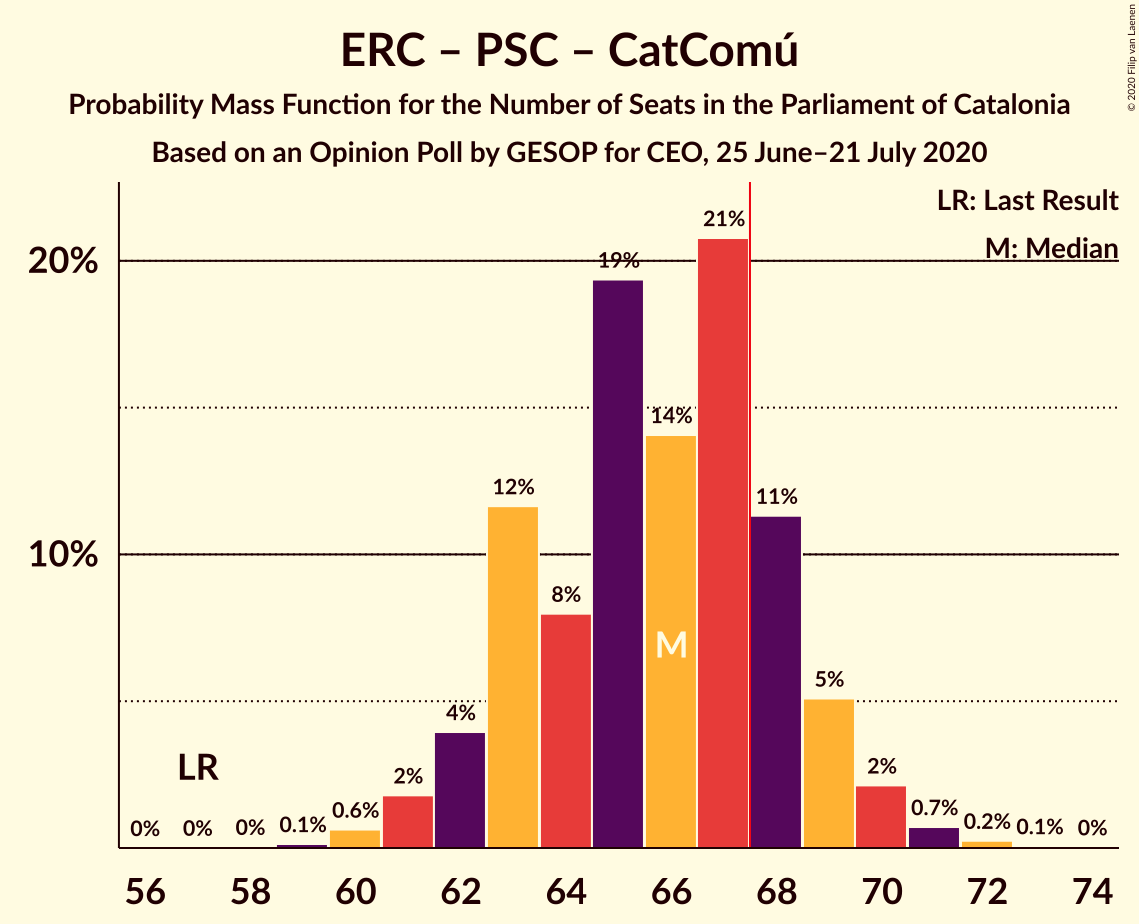 ERC – PSC – CatComú
Probability Mass Function for the Number of Seats in the Parliament of Catalonia
Based on an Opinion Poll by GESOP for CEO, 25 June–21 July 2020
© 2020 Filip van Laenen
LR: Last Result
M: Median
20%
10%
0% 0% 0% 0.1% 0.6% 2% 4% 12% 8% 19% 14% 21% 11% 5% 2% 0.7% 0.2% 0.1% 0%
LR
M
56 58 60 62 64 66 68 70 72 74